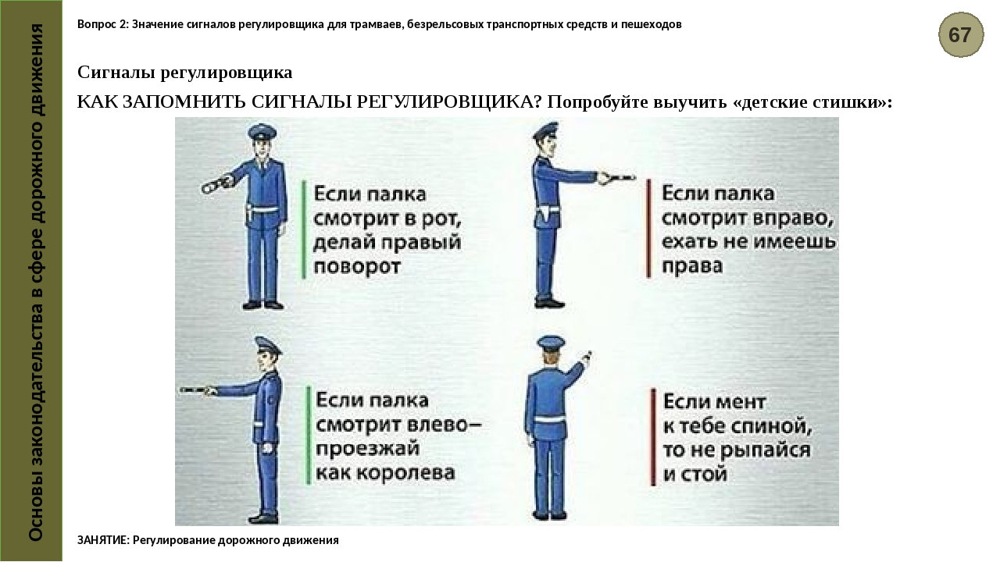 Вопрос 2: Значение сигналов регулировщика для трамваев, безрельсовых транспортных средств и пешеходов
67
Основы законодательства в сфере дорожного движения
Сигналы регулировщика
КАК ЗАПОМНИТЬ СИГНАЛЫ РЕГУЛИРОВЩИКА? Попробуйте выучить «детские стишки»:
Если палка
смотрит в рот,
делай правый
поворот
Если палка
смотрит вправо,
ехать не имеешь
права
Если палка
смотрит влево–
проезжай
как королева
Если мент
к тебе спиной,
то не рыпайся
и стой
ЗАНЯТИЕ: Регулирование дорожного движения